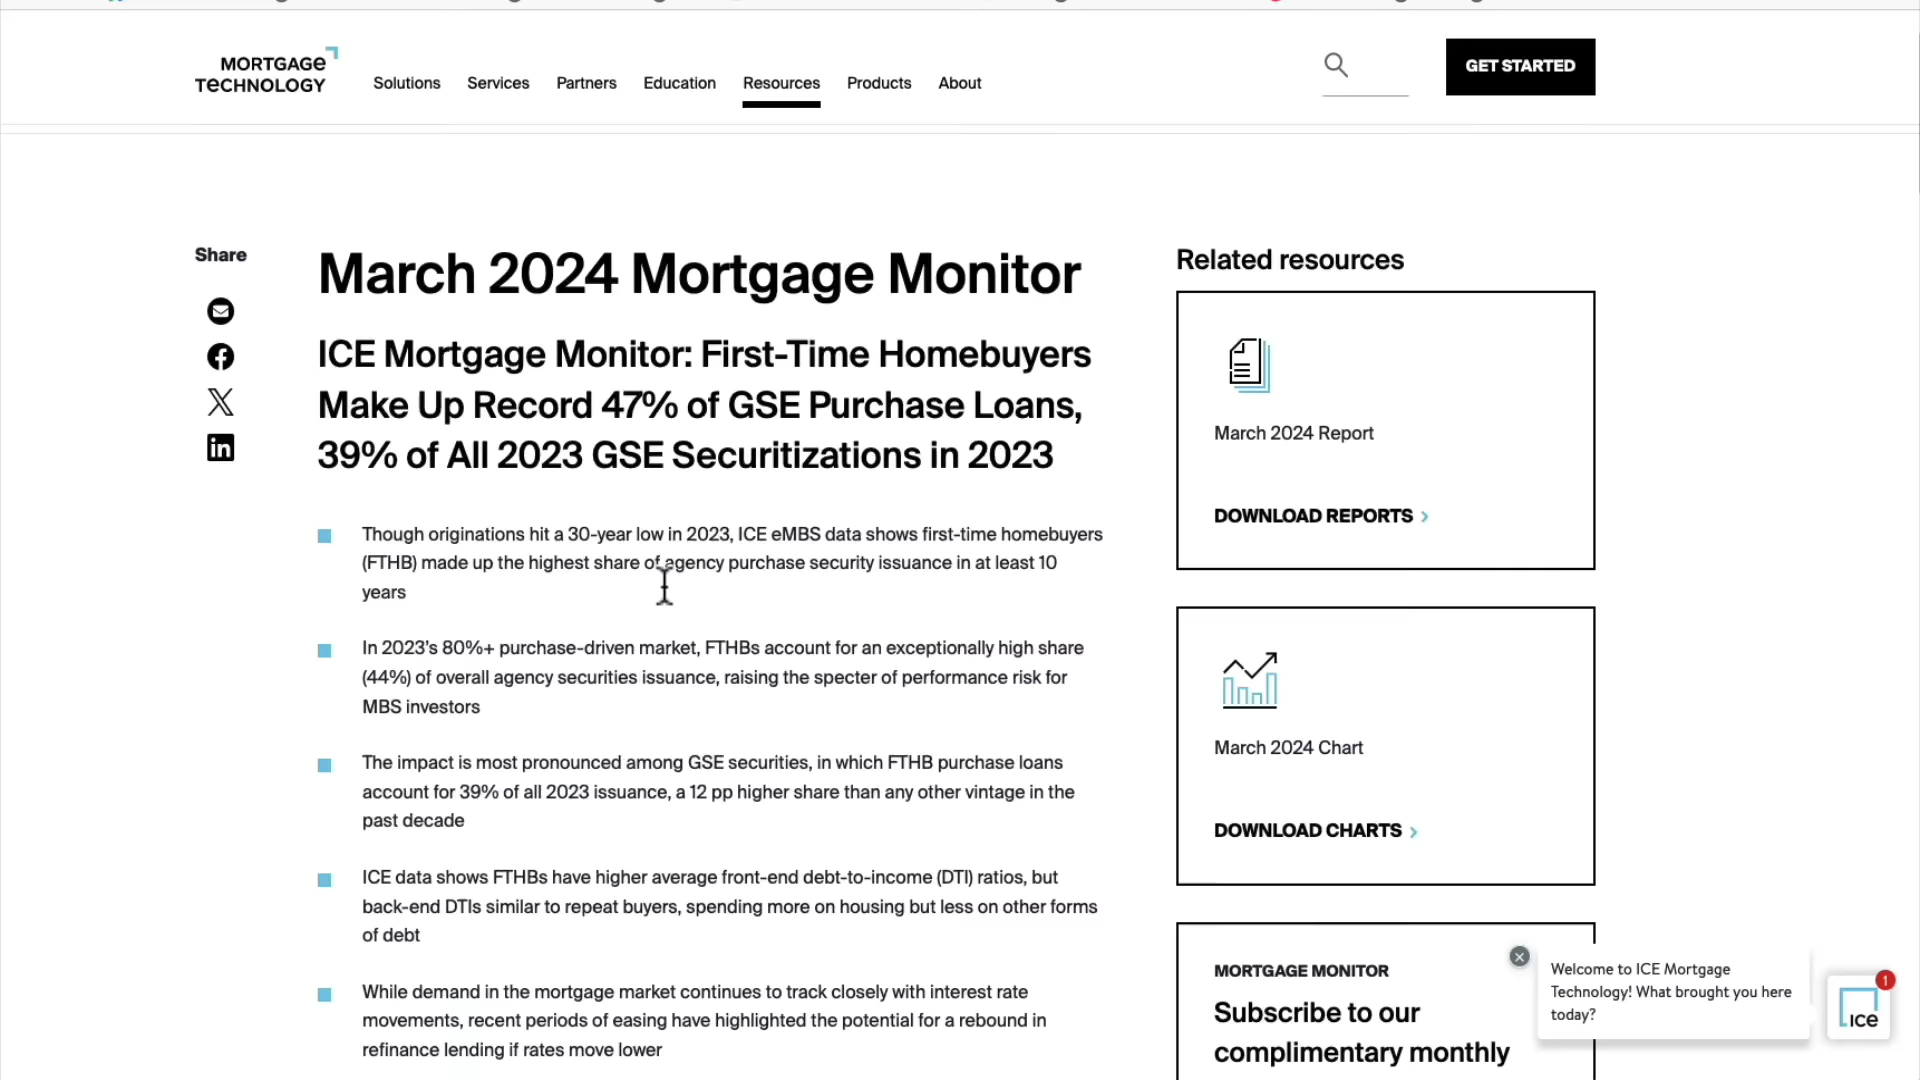 MORTGAGE
TECHNOLOGY
Solutions
Services
Partners
Education
Resources
Products
About
GET STARTED
Share
March 2024 Mortgage Monitor
ICE Mortgage Monitor: First-Time Homebuyers
Make Up Record 47% of GSE Purchase Loans,
39% of All 2023 GSE Securitizations in 2023
Though originations hit a 30-year low in 2023, ICE eMBS data shows first-time homebuyers
(FTHB) made up the highest share of agency purchase security issuance in at least 10
years
In 2023’s 80%+ purchase-driven market, FTHBs account for an exceptionally high share
(44%) of overall agency securities issuance, raising the specter of performance risk for
MBS investors
The impact is most pronounced among GSE securities, in which FTHB purchase loans
account for 39% of all 2023 issuance, a 12 pp higher share than any other vintage in the
past decade
ICE data shows FTHBs have higher average front-end debt-to-income (DTI) ratios, but
back-end DTIs similar to repeat buyers, spending more on housing but less on other forms
of debt
While demand in the mortgage market continues to track closely with interest rate
movements, recent periods of easing have highlighted the potential for a rebound in
refinance lending if rates move lower
Related resources
March 2024 Report
DOWNLOAD REPORTS
March 2024 Chart
DOWNLOAD CHARTS
MORTGAGE MONITOR
Subscribe to our
complimentary monthly
Welcome to ICE Mortgage
Technology! What brought you here
today?
1
ICE